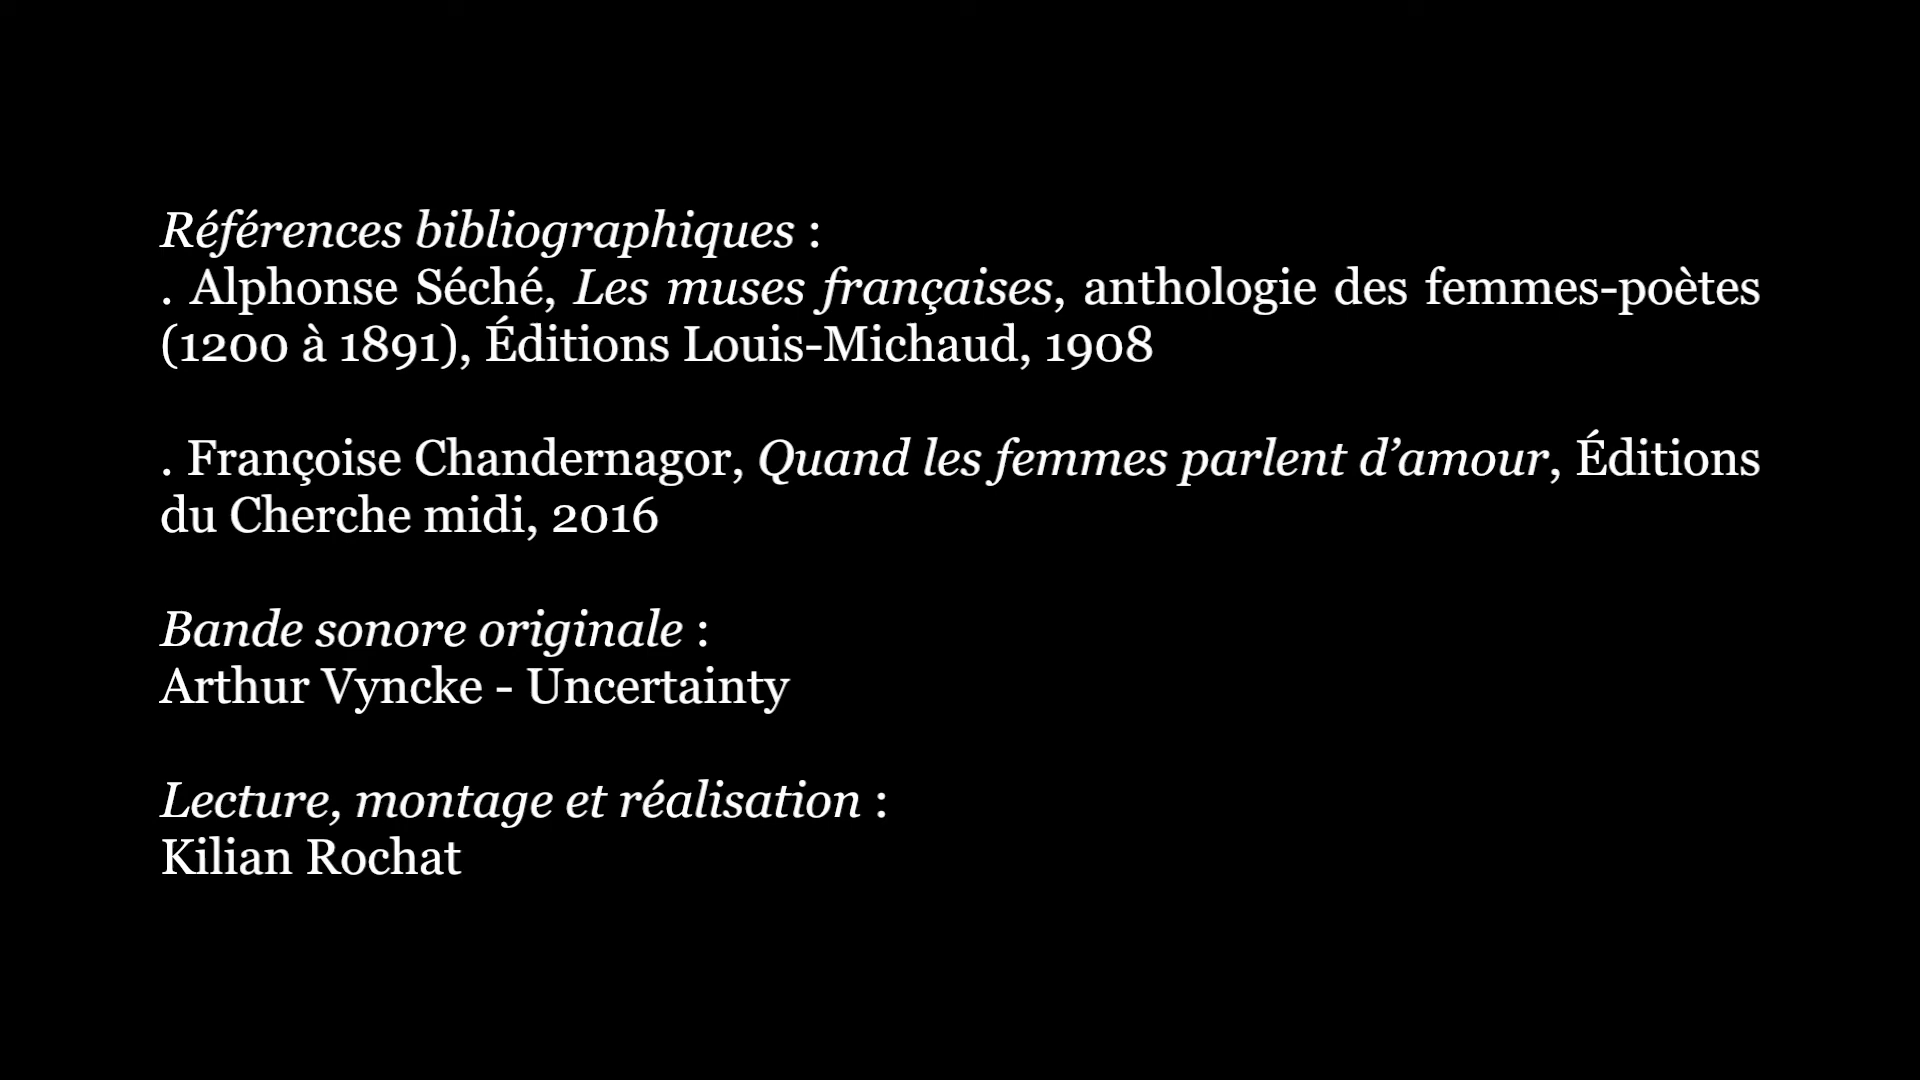 Références bibliographiques :
. Alphonse Séché, Les muses françaises, anthologie des femmes-poètes
(1200 à 1891), Éditions Louis-Michaud, 1908
. Françoise Chandernagor, Quand les femmes parlent d’amour, Éditions
du Cherche midi, 2016
Bande sonore originale :
Arthur Vyncke - Uncertainty
Lecture, montage et réalisation :
Kilian Rochat